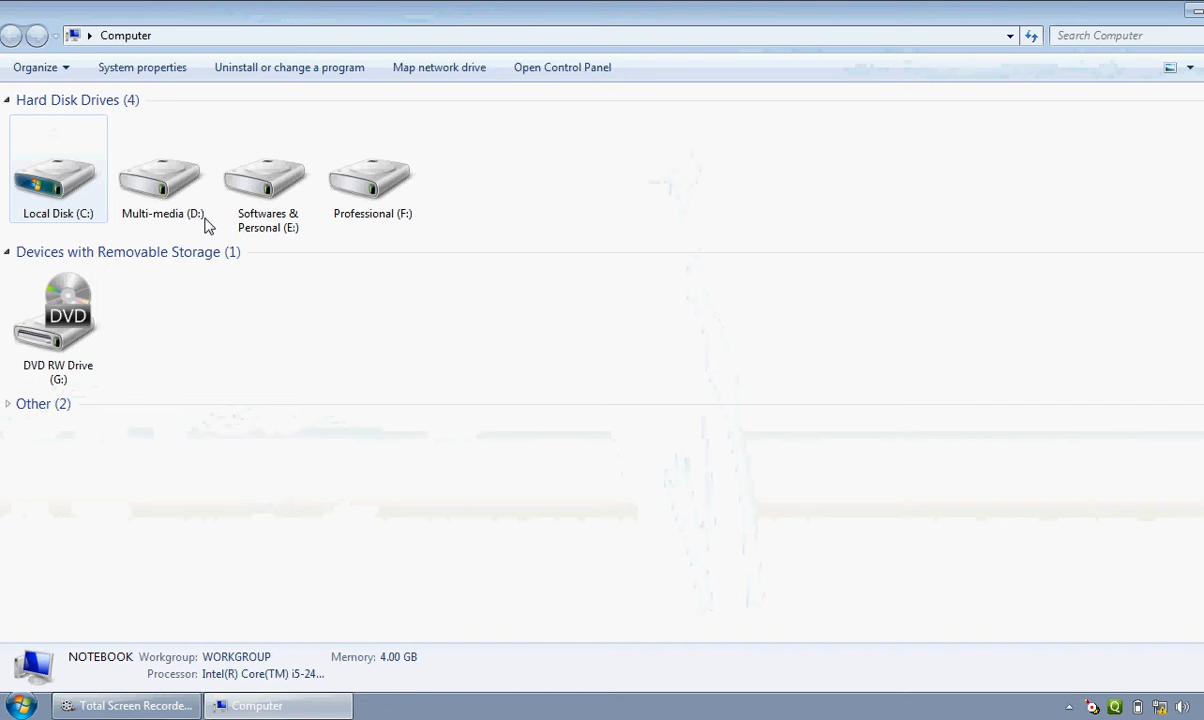 Computer
Search Computer
Organize
System properties
Uninstall or change a program
Map network drive
Open Control Panel
Hard Disk Drives (4)
Local Disk (C:)
Multi-media (D:)
Softwares &
Personal (E:)
Professional (F:)
Devices with Removable Storage (1)
DVD
DVD RW Drive
(G:)
Other (2)
NOTEBOOK Workgroup: WORKGROUP Memory: 4.00 GB
Processor: Intel(R) Core(TM) i5-24...
Total Screen Recorde...
Computer